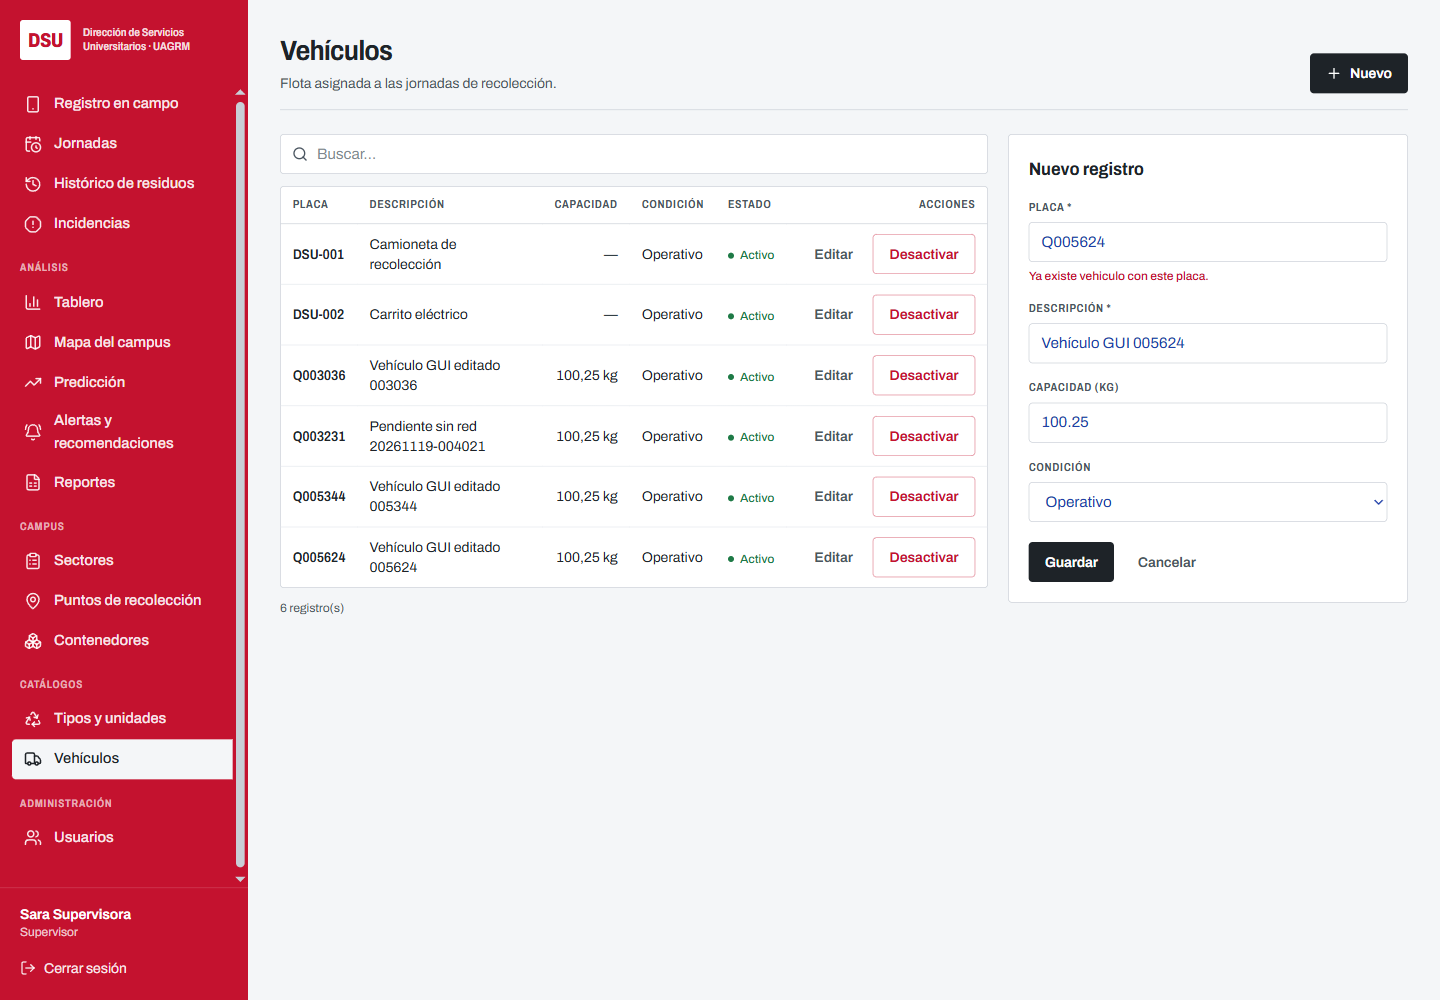 DSU
Dirección de Servicios
Universitarios · UAGRM
Registro en campo
Jornadas
Histórico de residuos
Incidencias
ANÁLISIS
Tablero
Mapa del campus
Predicción
Alertas y
recomendaciones
Reportes
CAMPUS
Sectores
Puntos de recolección
Contenedores
CATÁLOGOS
Tipos y unidades
Vehículos
ADMINISTRACIÓN
Usuarios
Sara Supervisora
Supervisor
Cerrar sesión
Vehículos
Flota asignada a las jornadas de recolección.
+ Nuevo
Buscar...
PLACA DESCRIPCIÓN CAPACIDAD CONDICIÓN ESTADO ACCIONES
DSU-001 Camioneta de recolección — Operativo Activo Editar Desactivar
DSU-002 Carrito eléctrico — Operativo Activo Editar Desactivar
Q003036 Vehículo GUI editado 003036 100,25 kg Operativo Activo Editar Desactivar
Q003231 Pendiente sin red 20261119-004021 100,25 kg Operativo Activo Editar Desactivar
Q005344 Vehículo GUI editado 005344 100,25 kg Operativo Activo Editar Desactivar
Q005624 Vehículo GUI editado 005624 100,25 kg Operativo Activo Editar Desactivar
6 registro(s)
Nuevo registro
PLACA *
Q005624
Ya existe vehiculo con este placa.
DESCRIPCIÓN *
Vehículo GUI 005624
CAPACIDAD (KG)
100.25
CONDICIÓN
Operativo
Guardar Cancelar